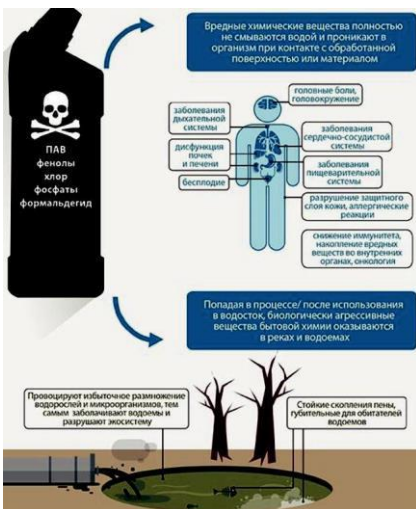 Вредные химические вещества полностью
не смываются водой и проникают в
организм при контакте с обработанной
поверхностью или материалом
ПАВ
фенолы
хлор
фосфаты
формальдегид
головные боли,
головокружение
заболевания
дыхательной
системы
заболевания
сердечно-сосудистой
системы
дисфункция
почек
и печени
заболевания
пищеварительной
системы
бесплодие
разрушение защитного
слоя кожи, аллергические
реакции
снижение иммунитета,
накопление вредных
веществ во внутренних
органах, онкология
Попадая в процессе/ после использования
в водосток, биологически агрессивные
вещества бытовой химии оказываются
в реках и водоемах
Провоцируют избыточное размножение
водорослей и микроорганизмов, тем
самым заболачивают водоемы и
разрушают экосистему
Стойкие скопления пены,
губительные для обитателей
водоемов